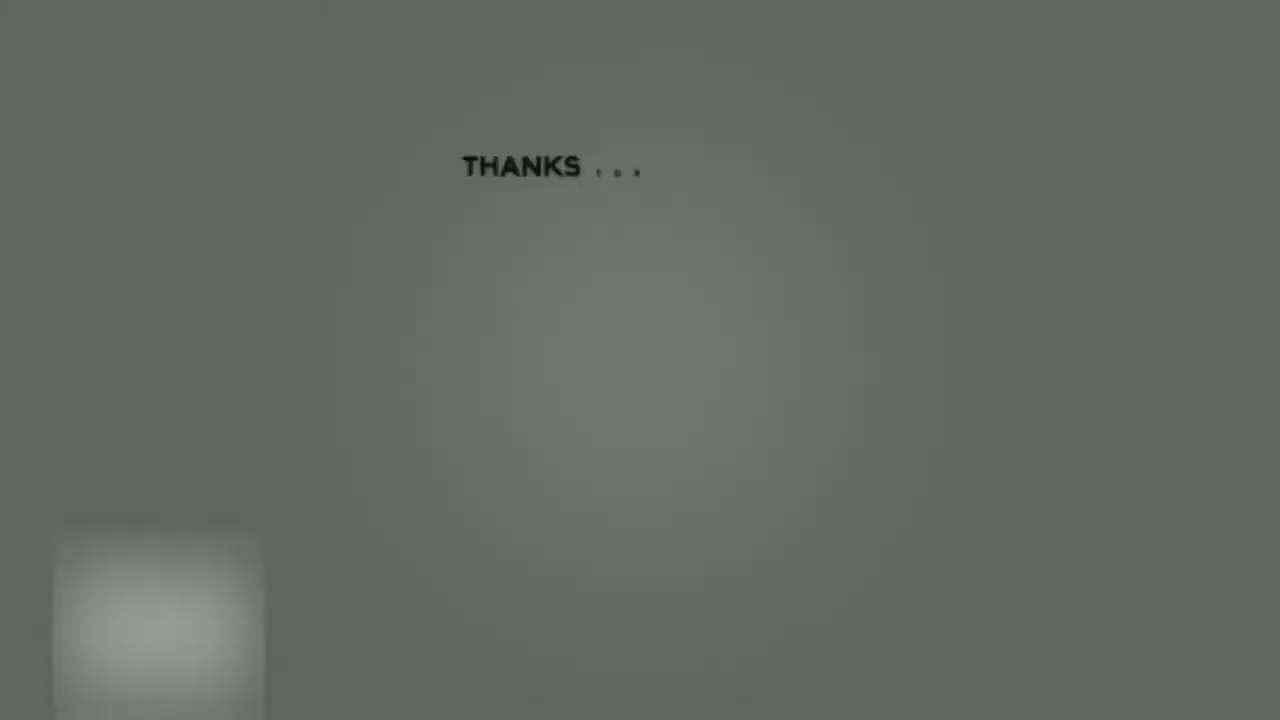 THANKS . . .